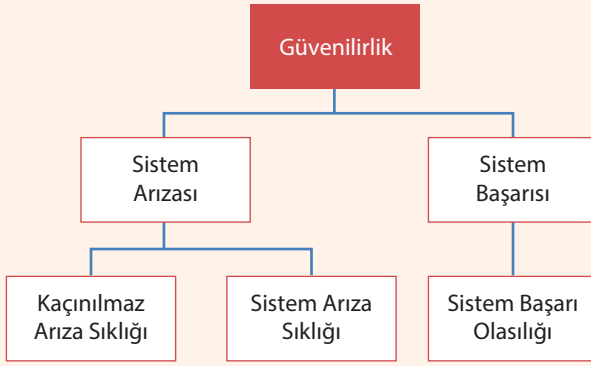 Güvenilirlik
Sistem
Arızası
Sistem
Başarısı
Kaçınılmaz
Arıza Sıklığı
Sistem Arıza
Sıklığı
Sistem Başarı
Olasılığı